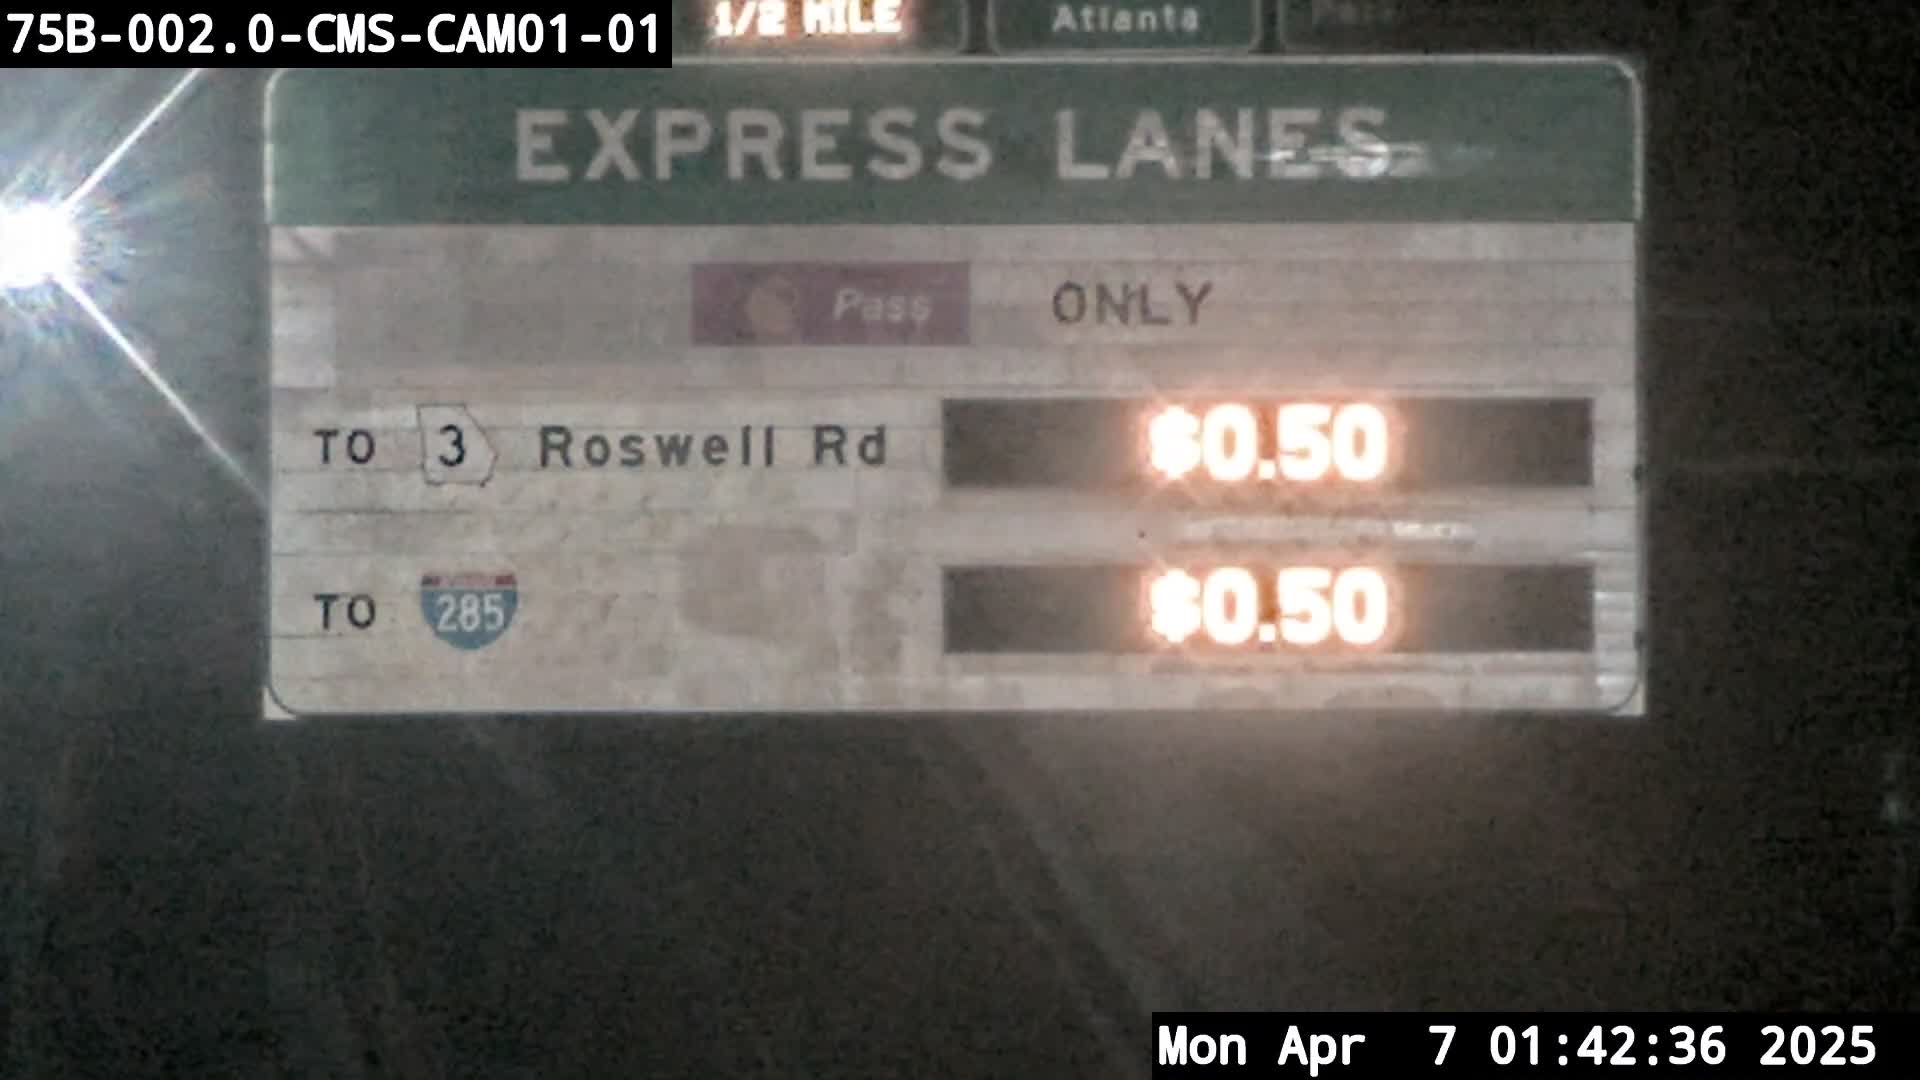 75B-002.0-CMS-CAM01-01
1/2 MILE
Atlanta
EXPRESS LANES
Pass ONLY
TO 3 Roswell Rd $0.50
TO 285 $0.50
Mon Apr 7 01:42:36 2025